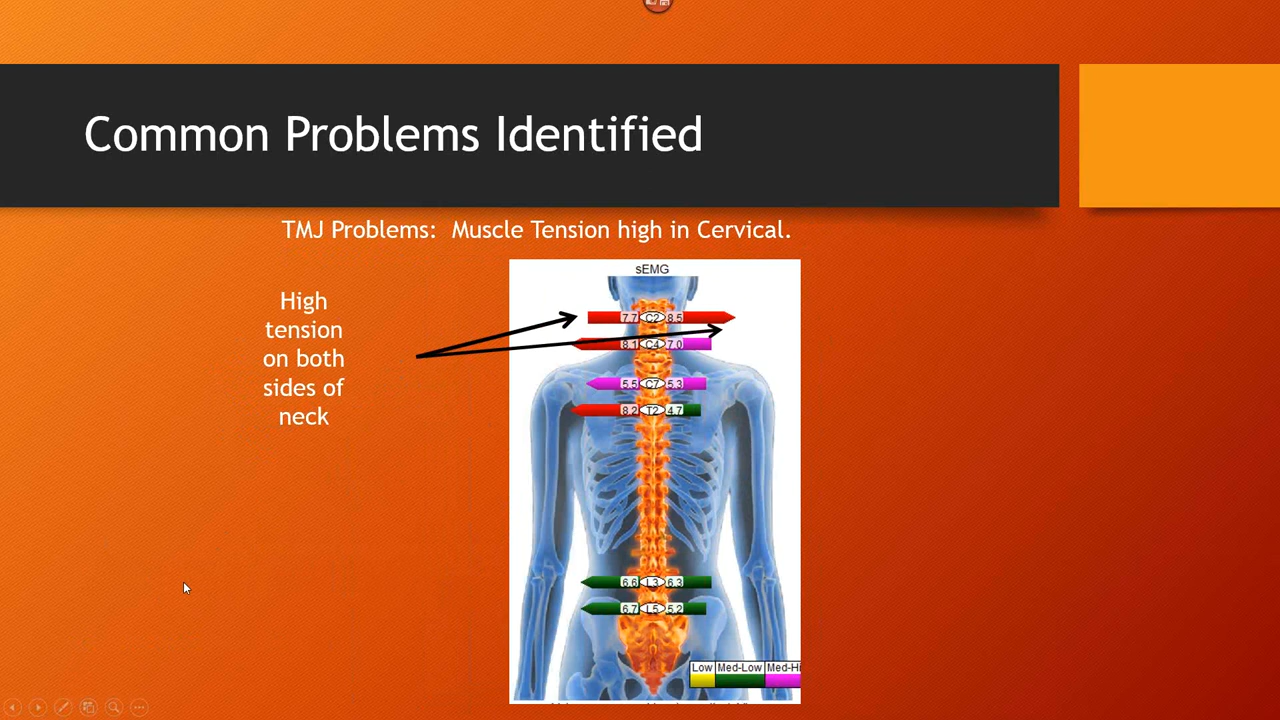 Common Problems Identified
TMJ Problems: Muscle Tension high in Cervical.
sEMG
High
tension
on both
sides of
neck
7.7 C2 8.5
8.1 C4 7.0
5.5 C7 5.3
8.2 T2 4.7
6.6 L3 6.3
6.7 L5 5.2
Low Med-Low Med-Hi